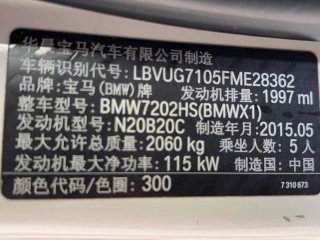 华晨宝马汽车有限公司制造
车辆识别代号: LBVUG7105FME28362
品牌: 宝马(BMW)牌 发动机排量: 1997 ml
整车型号: BMW7202HS(BMWX1)
发动机型号: N20B20C 制造年月: 2015.05
最大允许总质量: 2060 kg 乘坐人数: 5 人
发动机最大净功率: 115 kW 制造国: 中国
颜色代码/色圈: 300
7 310 673